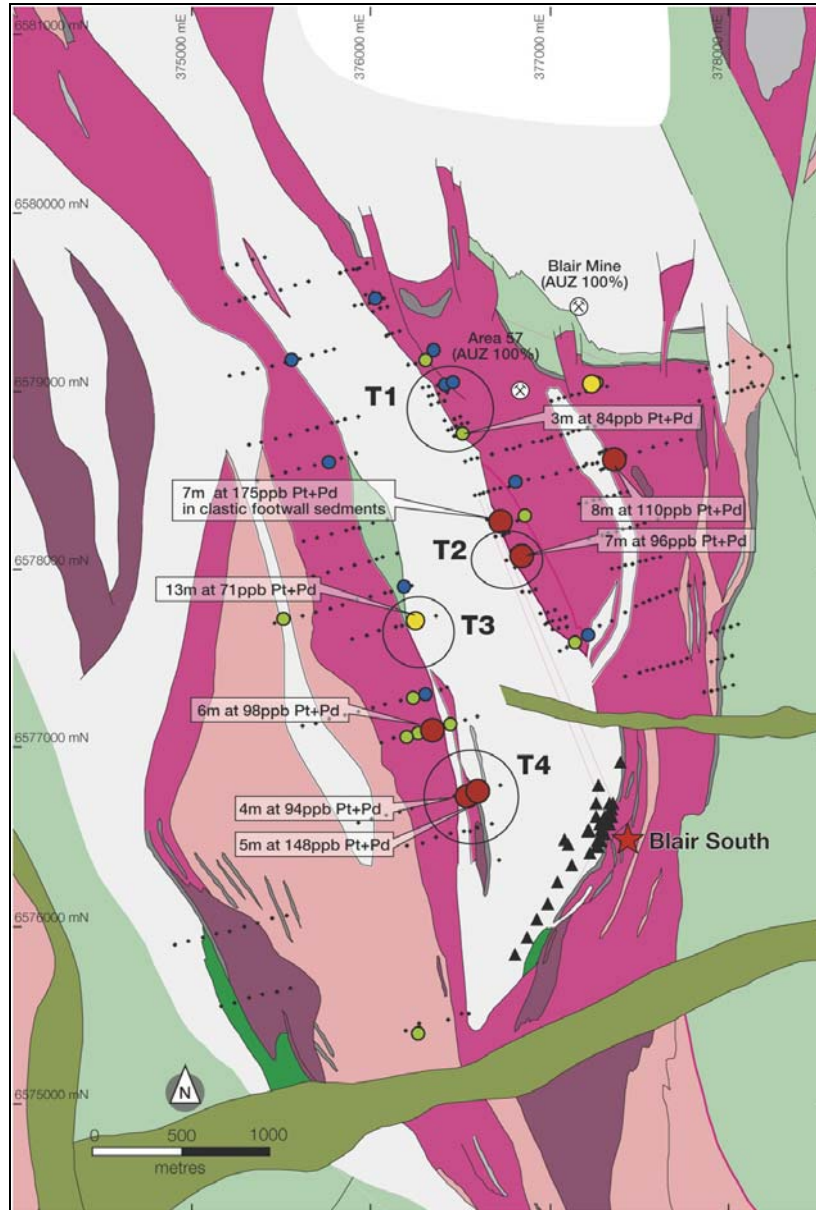 6581000 mN
375000 mE
376000 mE
377000 mE
378000 mE
6580000 mN
Blair Mine
(AUZ 100%)
Area 57
(AUZ 100%)
6579000 mN
T1
3m at 84ppb Pt+Pd
7m at 175ppb Pt+Pd
in clastic footwall sediments
8m at 110ppb Pt+Pd
T2
7m at 96ppb Pt+Pd
6578000 mN
13m at 71ppb Pt+Pd
T3
6m at 98ppb Pt+Pd
6577000 mN
T4
4m at 94ppb Pt+Pd
5m at 148ppb Pt+Pd
Blair South
6576000 mN
N
6575000 mN
0 500 1000
metres